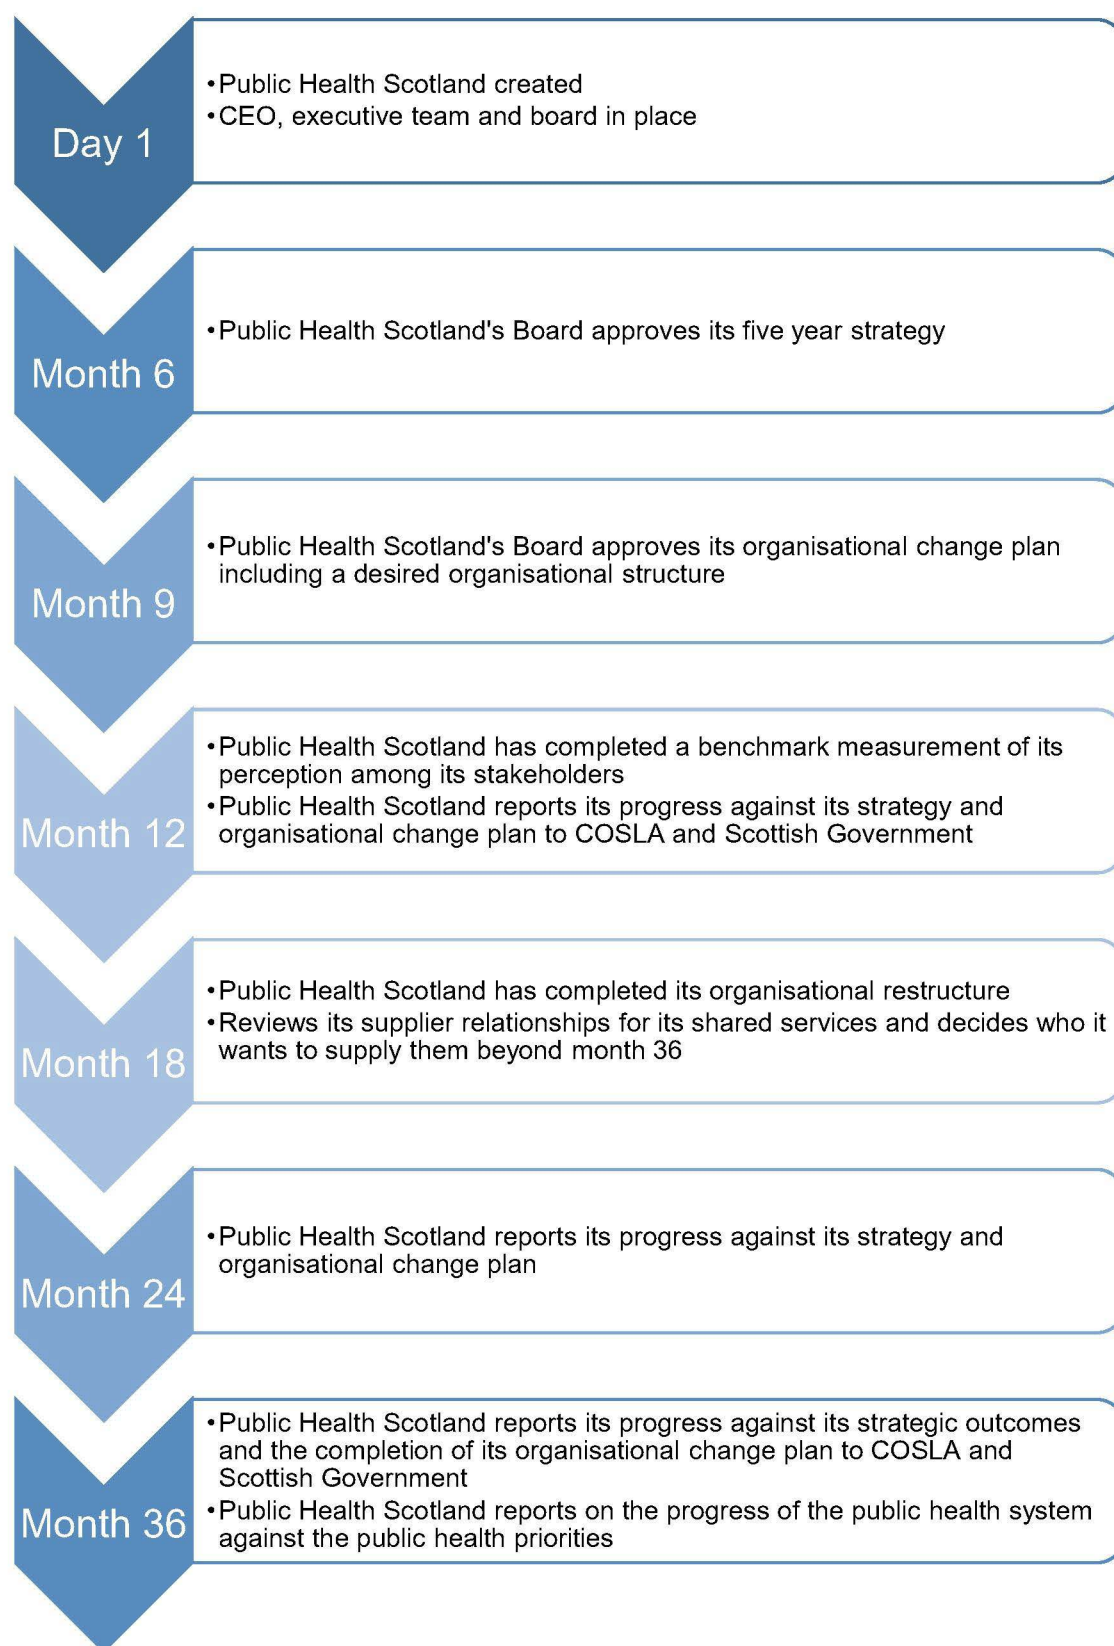 Day 1
•Public Health Scotland created
•CEO, executive team and board in place
Month 6
•Public Health Scotland's Board approves its five year strategy
Month 9
•Public Health Scotland's Board approves its organisational change plan
including a desired organisational structure
Month 12
•Public Health Scotland has completed a benchmark measurement of its
perception among its stakeholders
•Public Health Scotland reports its progress against its strategy and
organisational change plan to COSLA and Scottish Government
Month 18
•Public Health Scotland has completed its organisational restructure
•Reviews its supplier relationships for its shared services and decides who it
wants to supply them beyond month 36
Month 24
•Public Health Scotland reports its progress against its strategy and
organisational change plan
Month 36
•Public Health Scotland reports its progress against its strategic outcomes
and the completion of its organisational change plan to COSLA and
Scottish Government
•Public Health Scotland reports on the progress of the public health system
against the public health priorities